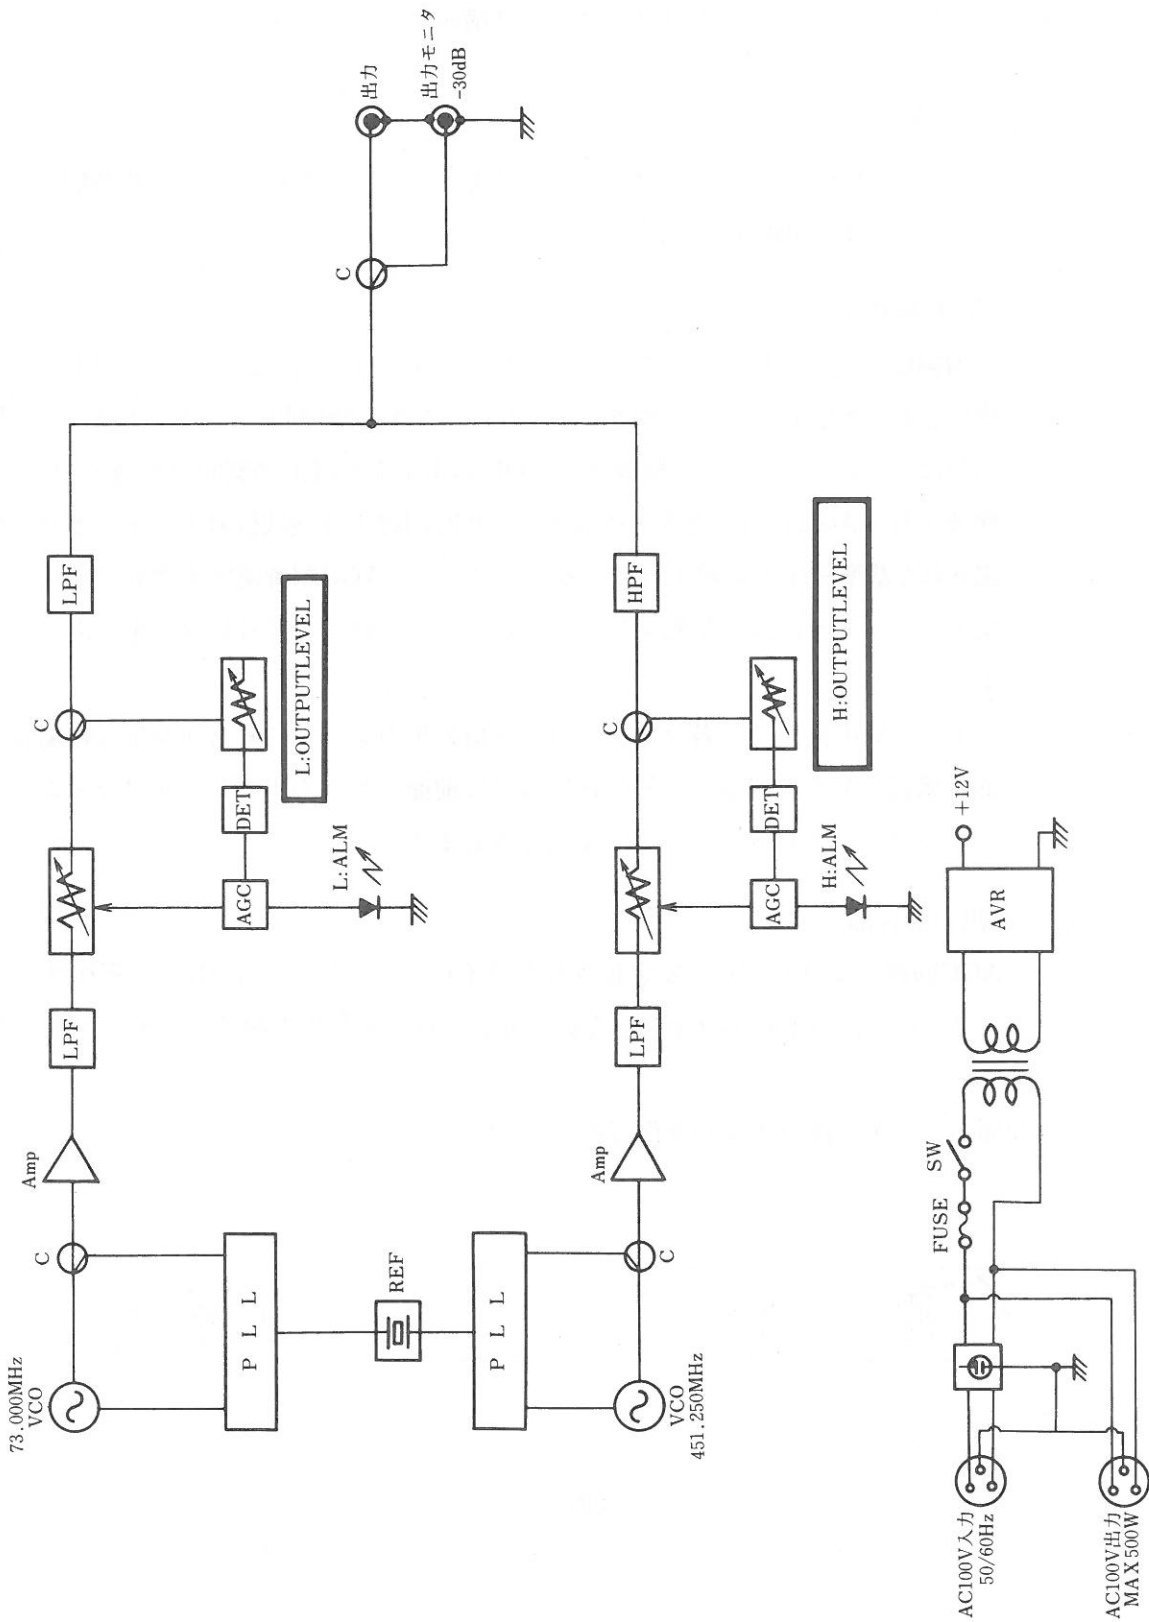 73.000MHz
VCO
C
Amp
LPF
C
LPF
P L L
AGC
DET
L:ALM
L:OUTPUTLEVEL
REF
C
出力
出力モニタ
-30dB
P L L
VCO
451.250MHz
C
Amp
LPF
C
HPF
AGC
DET
H:ALM
H:OUTPUTLEVEL
AC100V入力
50/60Hz
FUSE
SW
AVR
+12V
AC100V出力
MAX500W